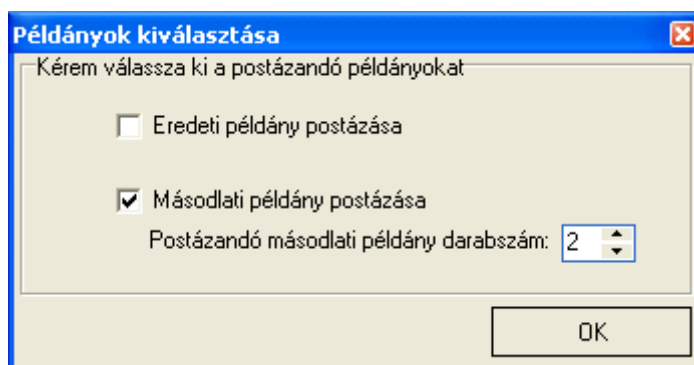 Példányok kiválasztása
Kérem válassza ki a postázandó példányokat
Eredeti példány postázása
Másodlati példány postázása
Postázandó másodlati példány darabszám: 2
OK